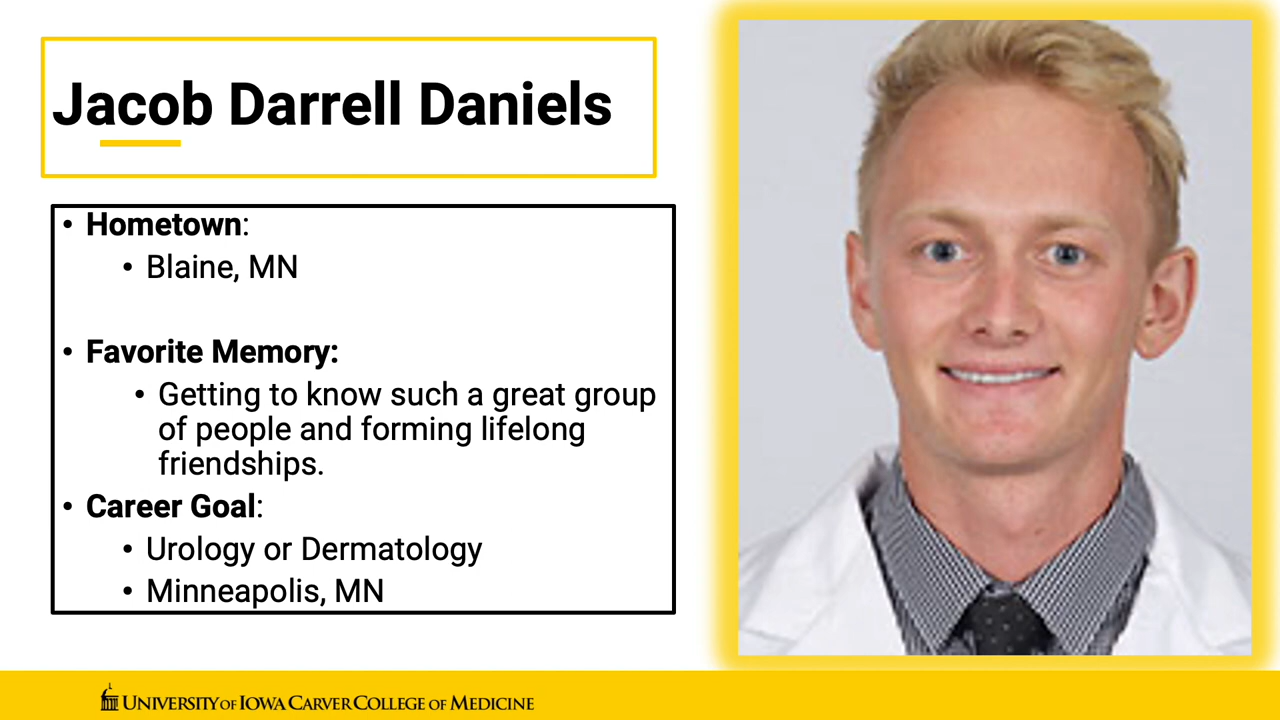 Jacob Darrell Daniels
• Hometown:
• Blaine, MN
• Favorite Memory:
• Getting to know such a great group
of people and forming lifelong
friendships.
• Career Goal:
• Urology or Dermatology
• Minneapolis, MN
UNIVERSITY OF IOWA CARVER COLLEGE OF MEDICINE